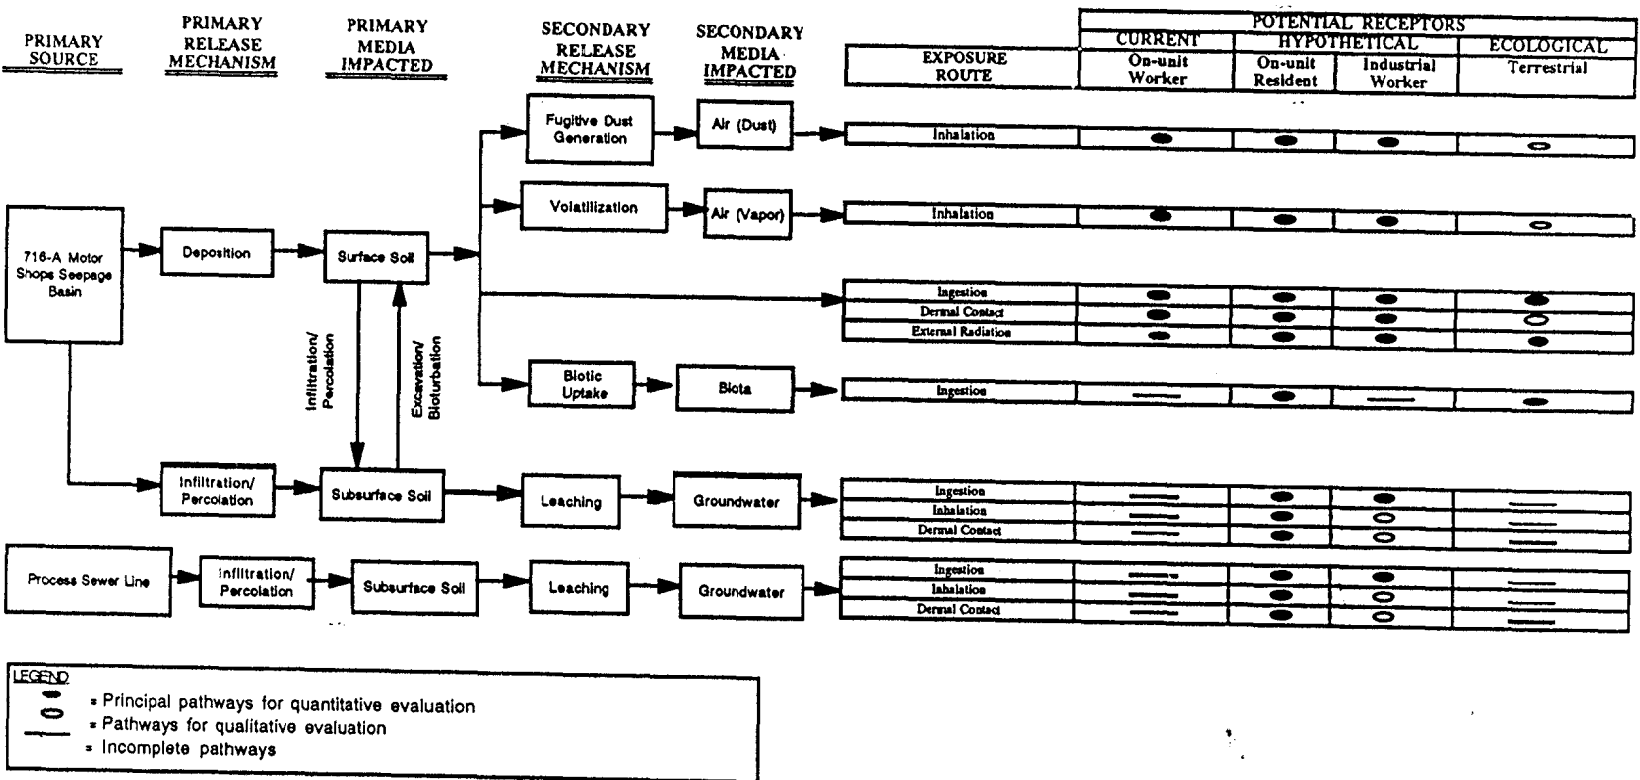 PRIMARY
SOURCE
PRIMARY
RELEASE
MECHANISM
PRIMARY
MEDIA
IMPACTED
SECONDARY
RELEASE
MECHANISM
SECONDARY
MEDIA
IMPACTED
EXPOSURE
ROUTE
POTENTIAL RECEPTORS
CURRENT
HYPOTHETICAL
ECOLOGICAL
On-unit
Worker
On-unit
Resident
Industrial
Worker
Terrestrial
Fugitive Dust
Generation
Air (Dust)
Inhalation
Volatilization
Air (Vapor)
Inhalation
716-A Motor
Shops Seepage
Basin
Deposition
Surface Soil
Ingestion
Dermal Contact
External Radiation
Infiltration/
Percolation
Excavation/
Bioturbation
Biotic
Uptake
Biota
Ingestion
Infiltration/
Percolation
Subsurface Soil
Leaching
Groundwater
Ingestion
Inhalation
Dermal Contact
Process Sewer Line
Infiltration/
Percolation
Subsurface Soil
Leaching
Groundwater
Ingestion
Inhalation
Dermal Contact
LEGEND
= Principal pathways for quantitative evaluation
= Pathways for qualitative evaluation
= Incomplete pathways